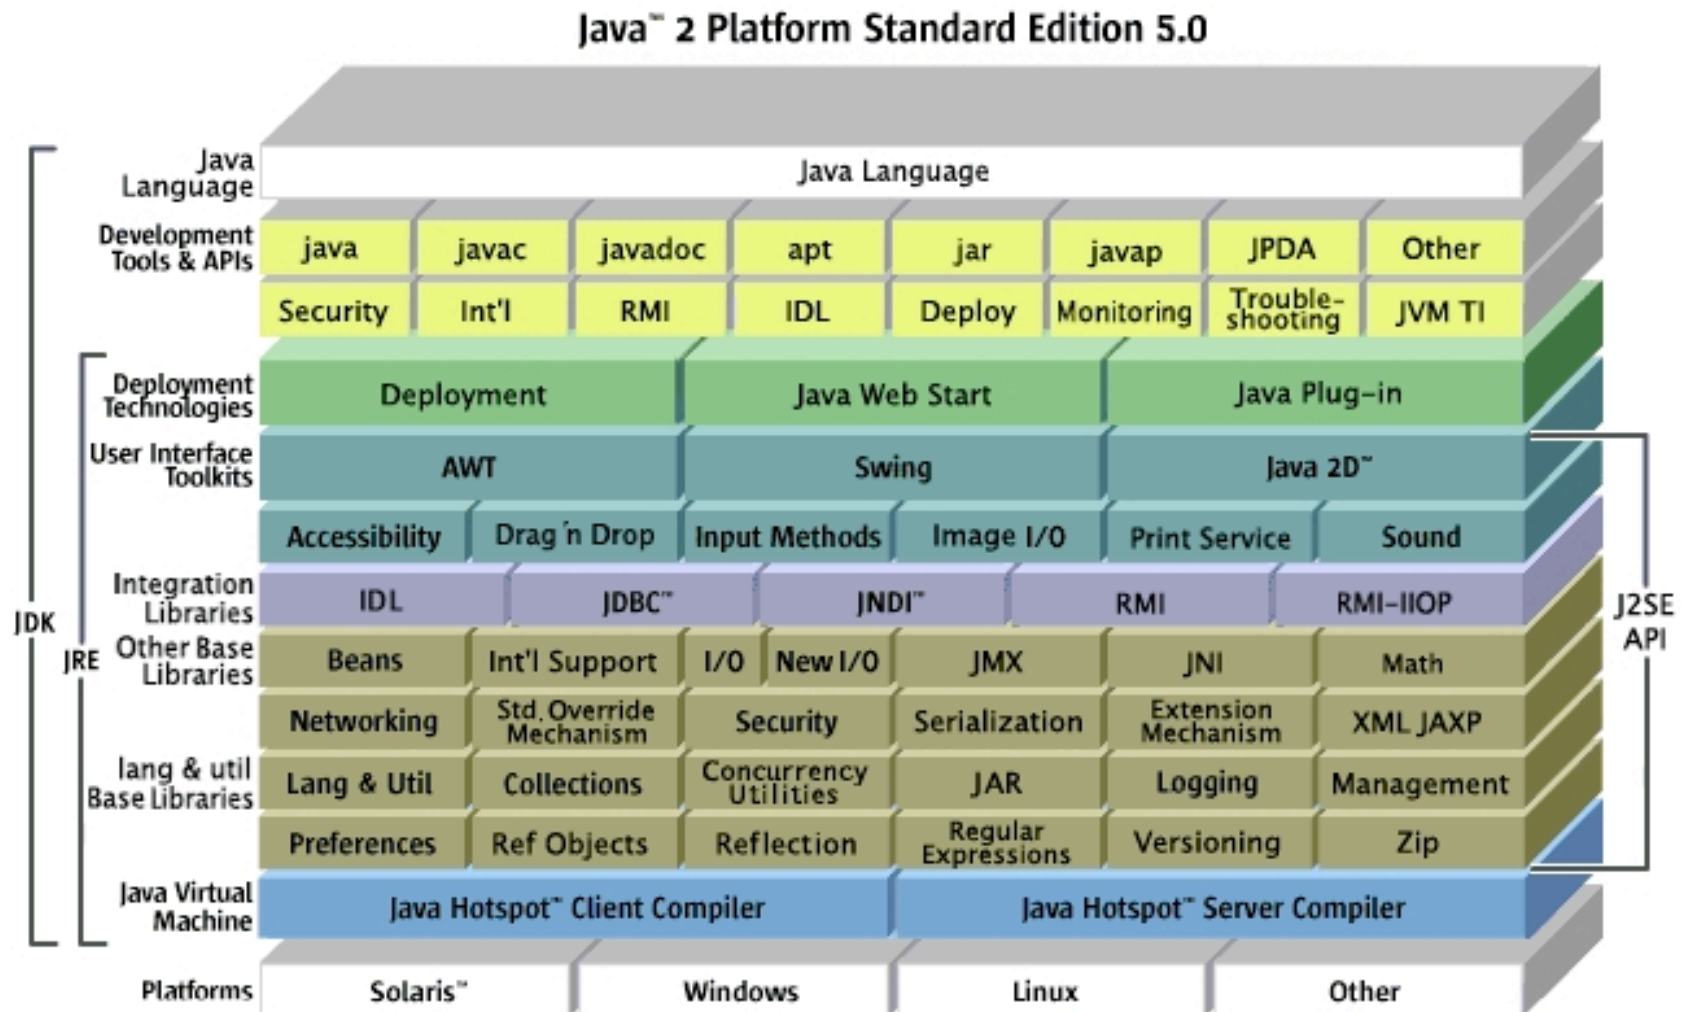 Java™ 2 Platform Standard Edition 5.0
Java
Language
Java Language
Development
Tools & APIs
java
javac
javadoc
apt
jar
javap
JPDA
Other
Security
Int'l
RMI
IDL
Deploy
Monitoring
Trouble-
shooting
JVM TI
Deployment
Technologies
Deployment
Java Web Start
Java Plug-in
User Interface
Toolkits
AWT
Swing
Java 2D™
Accessibility
Drag 'n Drop
Input Methods
Image I/O
Print Service
Sound
Integration
Libraries
IDL
JDBC™
JNDI™
RMI
RMI-IIOP
JDK
JRE
J2SE
API
Other Base
Libraries
Beans
Int'l Support
I/O
New I/O
JMX
JNI
Math
Networking
Std. Override
Mechanism
Security
Serialization
Extension
Mechanism
XML JAXP
lang & util
Base Libraries
Lang & Util
Collections
Concurrency
Utilities
JAR
Logging
Management
Preferences
Ref Objects
Reflection
Regular
Expressions
Versioning
Zip
Java Virtual
Machine
Java Hotspot™ Client Compiler
Java Hotspot™ Server Compiler
Platforms
Solaris™
Windows
Linux
Other